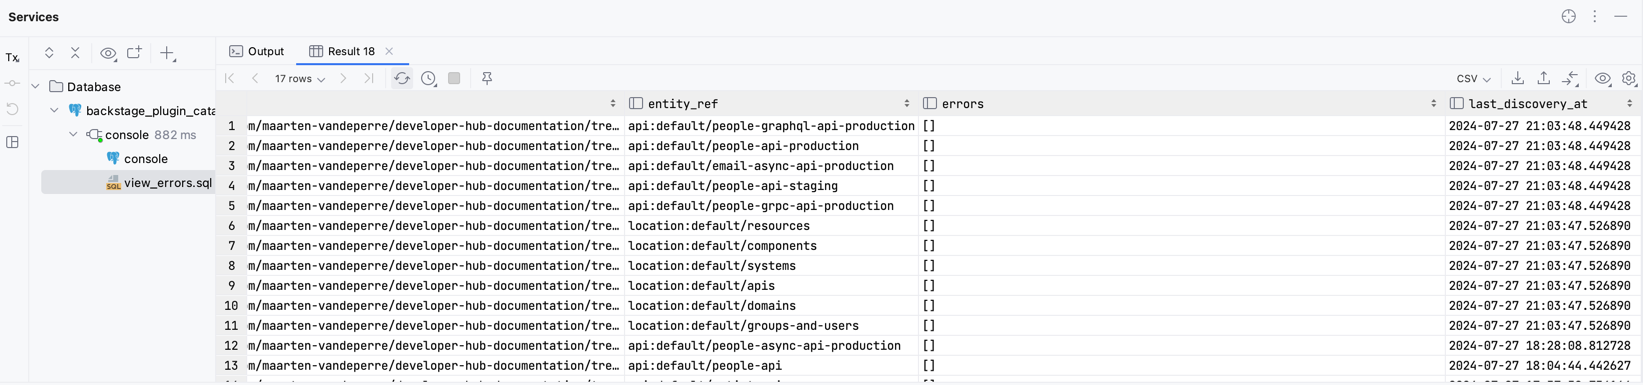 Services
Tx
Output
Result 18
17 rows
CSV
Database
backstage_plugin_cata
console 882 ms
console
view_errors.sql
entity_ref errors last_discovery_at
1 m/maarten-vandeperre/developer-hub-documentation/tre… api:default/people-graphql-api-production [] 2024-07-27 21:03:48.449428
2 m/maarten-vandeperre/developer-hub-documentation/tre… api:default/people-api-production [] 2024-07-27 21:03:48.449428
3 m/maarten-vandeperre/developer-hub-documentation/tre… api:default/email-async-api-production [] 2024-07-27 21:03:48.449428
4 m/maarten-vandeperre/developer-hub-documentation/tre… api:default/people-api-staging [] 2024-07-27 21:03:48.449428
5 m/maarten-vandeperre/developer-hub-documentation/tre… api:default/people-grpc-api-production [] 2024-07-27 21:03:48.449428
6 m/maarten-vandeperre/developer-hub-documentation/tre… location:default/resources [] 2024-07-27 21:03:47.526890
7 m/maarten-vandeperre/developer-hub-documentation/tre… location:default/components [] 2024-07-27 21:03:47.526890
8 m/maarten-vandeperre/developer-hub-documentation/tre… location:default/systems [] 2024-07-27 21:03:47.526890
9 m/maarten-vandeperre/developer-hub-documentation/tre… location:default/apis [] 2024-07-27 21:03:47.526890
10 m/maarten-vandeperre/developer-hub-documentation/tre… location:default/domains [] 2024-07-27 21:03:47.526890
11 m/maarten-vandeperre/developer-hub-documentation/tre… location:default/groups-and-users [] 2024-07-27 21:03:47.526890
12 m/maarten-vandeperre/developer-hub-documentation/tre… api:default/people-async-api-production [] 2024-07-27 18:28:08.812728
13 m/maarten-vandeperre/developer-hub-documentation/tre… api:default/people-api [] 2024-07-27 18:04:44.442627